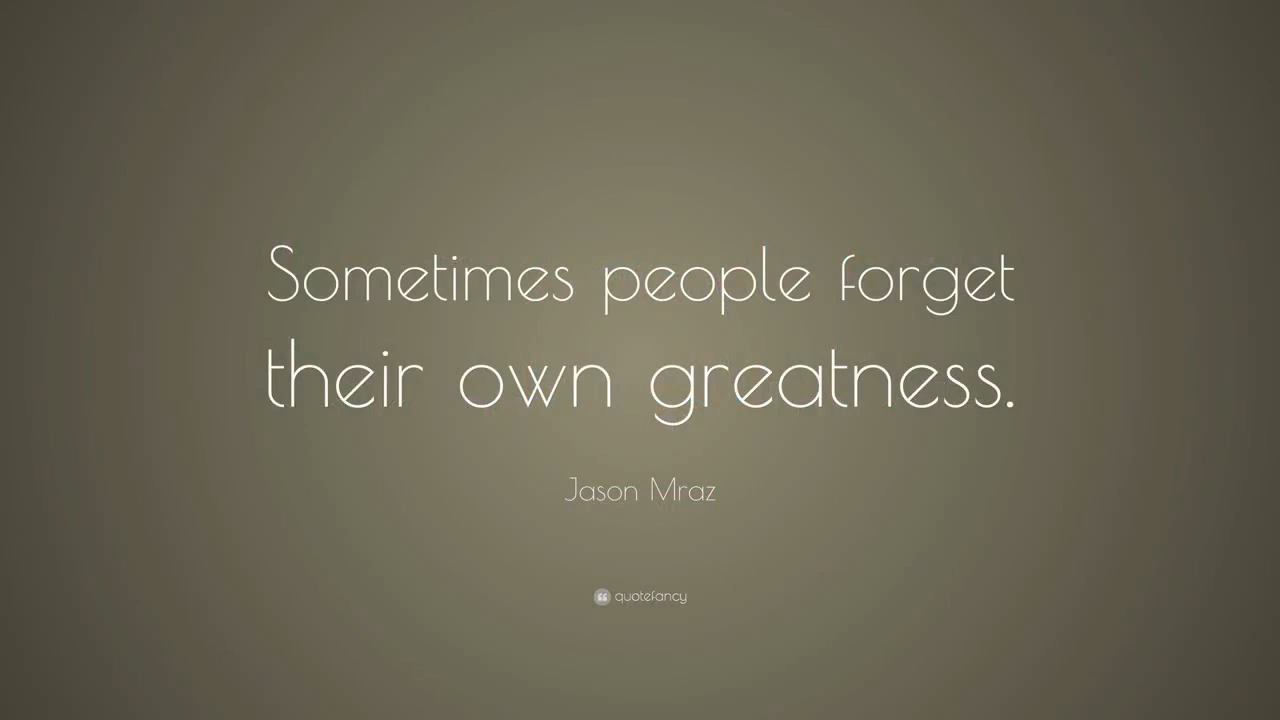 Sometimes people forget
their own greatness.
Jason Mraz
quotefancy